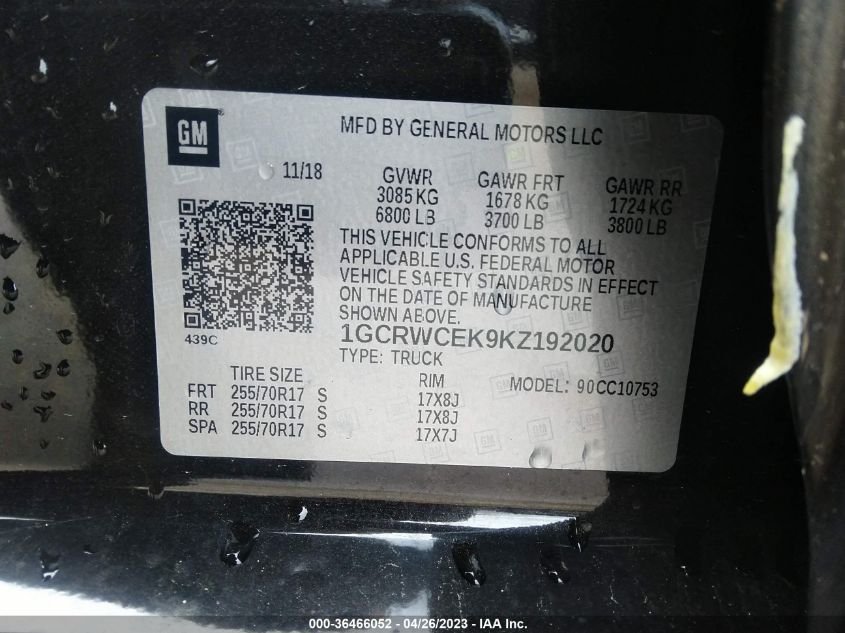 GM
MFD BY GENERAL MOTORS LLC
11/18
GVWR GAWR FRT GAWR RR
3085 KG 1678 KG 1724 KG
6800 LB 3700 LB 3800 LB
THIS VEHICLE CONFORMS TO ALL
APPLICABLE U.S. FEDERAL MOTOR
VEHICLE SAFETY STANDARDS IN EFFECT
ON THE DATE OF MANUFACTURE
SHOWN ABOVE.
439C
1GCRWCEK9KZ192020
TYPE: TRUCK
TIRE SIZE RIM MODEL: 90CC10753
FRT 255/70R17 S 17X8J
RR 255/70R17 S 17X8J
SPA 255/70R17 S 17X7J
000-36466052 - 04/26/2023 - IAA Inc.